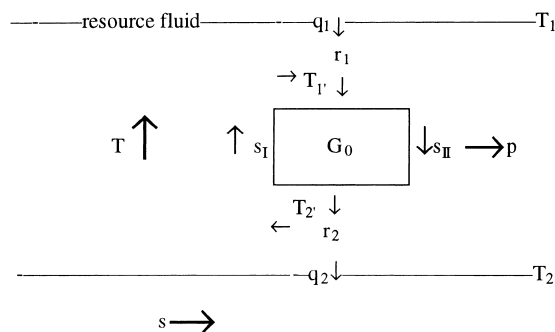 resource fluid q1 T1
r1
T1'
T sI G0 sII p
T2'
r2
q2 T2
s